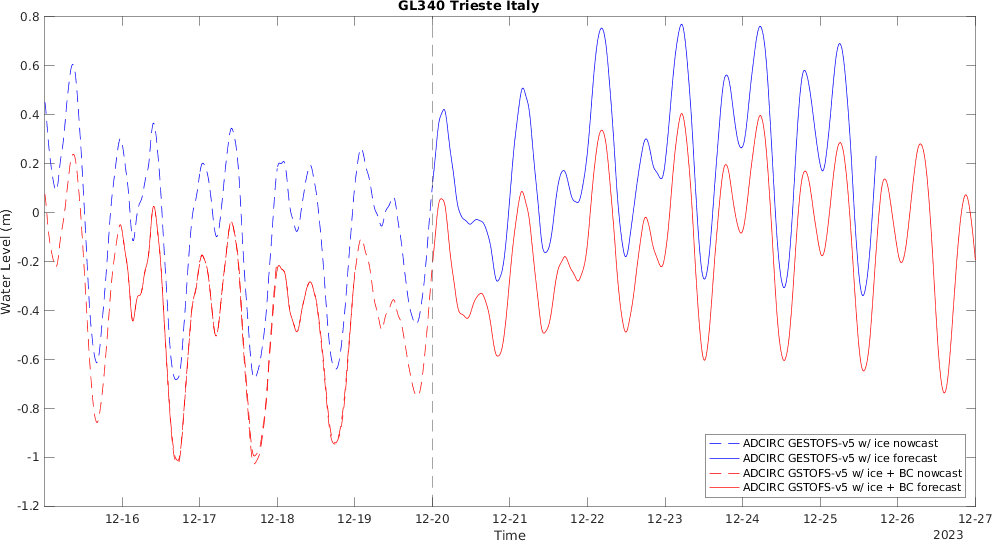 GL340 Trieste Italy
0.8
0.6
0.4
0.2
0
-0.2
-0.4
-0.6
-0.8
-1
-1.2
Water Level (m)
ADCIRC GESTOFS-v5 w/ ice nowcast
ADCIRC GESTOFS-v5 w/ ice forecast
ADCIRC GSTOFS-v5 w/ ice + BC nowcast
ADCIRC GSTOFS-v5 w/ ice + BC forecast
12-16 12-17 12-18 12-19 12-20 12-21 12-22 12-23 12-24 12-25 12-26 12-27
Time
2023